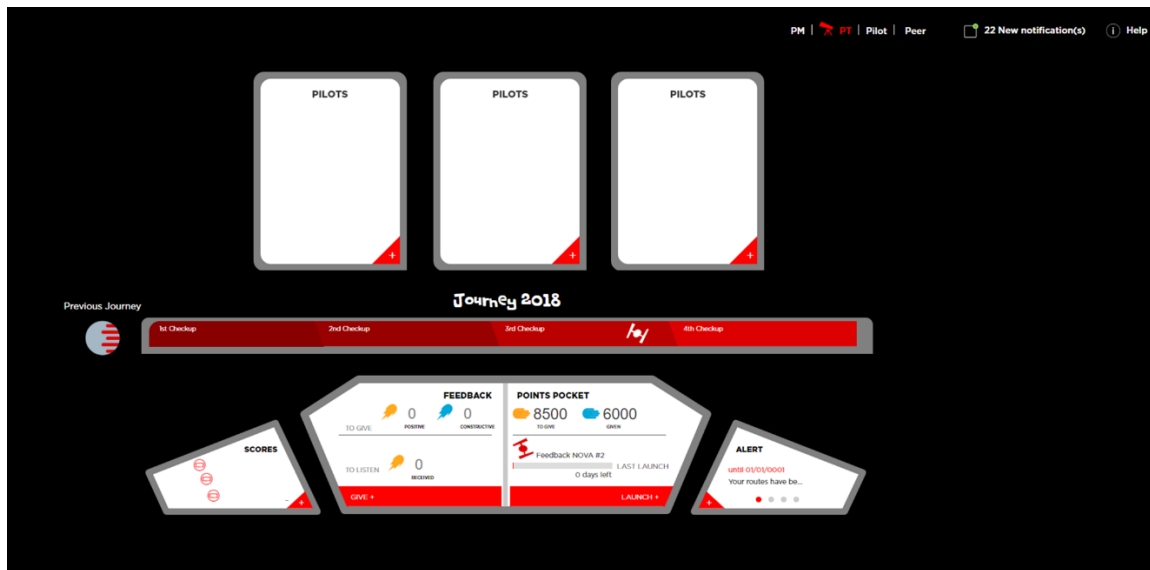 PM | PT | Pilot | Peer
22 New notification(s)
Help
PILOTS
PILOTS
PILOTS
+
+
+
Previous Journey
Journey 2018
1st Checkup
2nd Checkup
3rd Checkup
4th Checkup
SCORES
-
+
FEEDBACK
TO GIVE
0
POSITIVE
0
CONSTRUCTIVE
TO LISTEN
0
RECEIVED
GIVE +
POINTS POCKET
8500
TO GIVE
6000
GIVEN
Feedback NOVA #2
LAST LAUNCH
0 days left
LAUNCH +
ALERT
until 01/01/0001
Your routes have be...
+